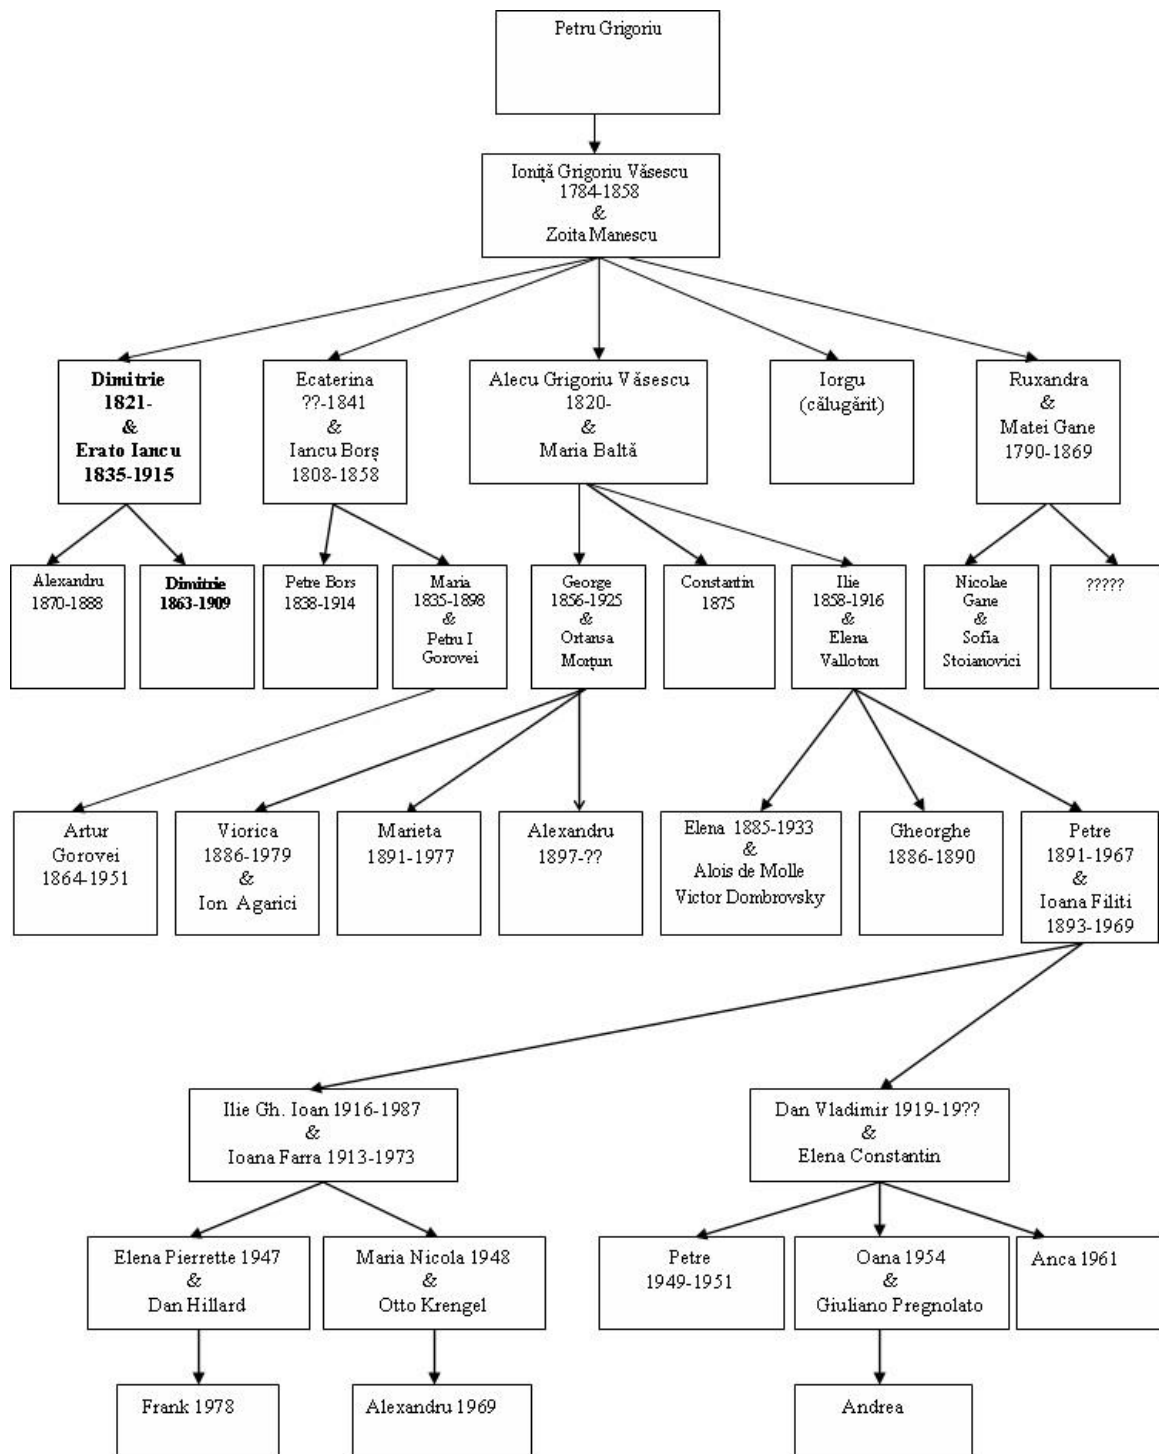 Petru Grigoriu
Ioniță Grigoriu Văsescu
1784-1858
&
Zoita Manescu
Dimitrie
1821-
&
Erato Iancu
1835-1915
Ecaterina
??-1841
&
Iancu Borș
1808-1858
Alecu Grigoriu Văsescu
1820-
&
Maria Baltă
Iorgu
(călugărit)
Ruxandra
&
Matei Gane
1790-1869
Alexandru
1870-1888
Dimitrie
1863-1909
Petre Bors
1838-1914
Maria
1835-1898
&
Petru I
Gorovei
George
1856-1925
&
Ortansa
Morțun
Constantin
1875
Ilie
1858-1916
&
Elena
Valloton
Nicolae
Gane
&
Sofia
Stoianovici
?????
Artur
Gorovei
1864-1951
Viorica
1886-1979
&
Ion Agarici
Marieta
1891-1977
Alexandru
1897-??
Elena 1885-1933
&
Alois de Molle
Victor Dombrovsky
Gheorghe
1886-1890
Petre
1891-1967
&
Ioana Filiti
1893-1969
Ilie Gh. Ioan 1916-1987
&
Ioana Farra 1913-1973
Dan Vladimir 1919-19??
&
Elena Constantin
Elena Pierrette 1947
&
Dan Hillard
Maria Nicola 1948
&
Otto Krengel
Petre
1949-1951
Oana 1954
&
Giuliano Pregnolato
Anca 1961
Frank 1978
Alexandru 1969
Andrea